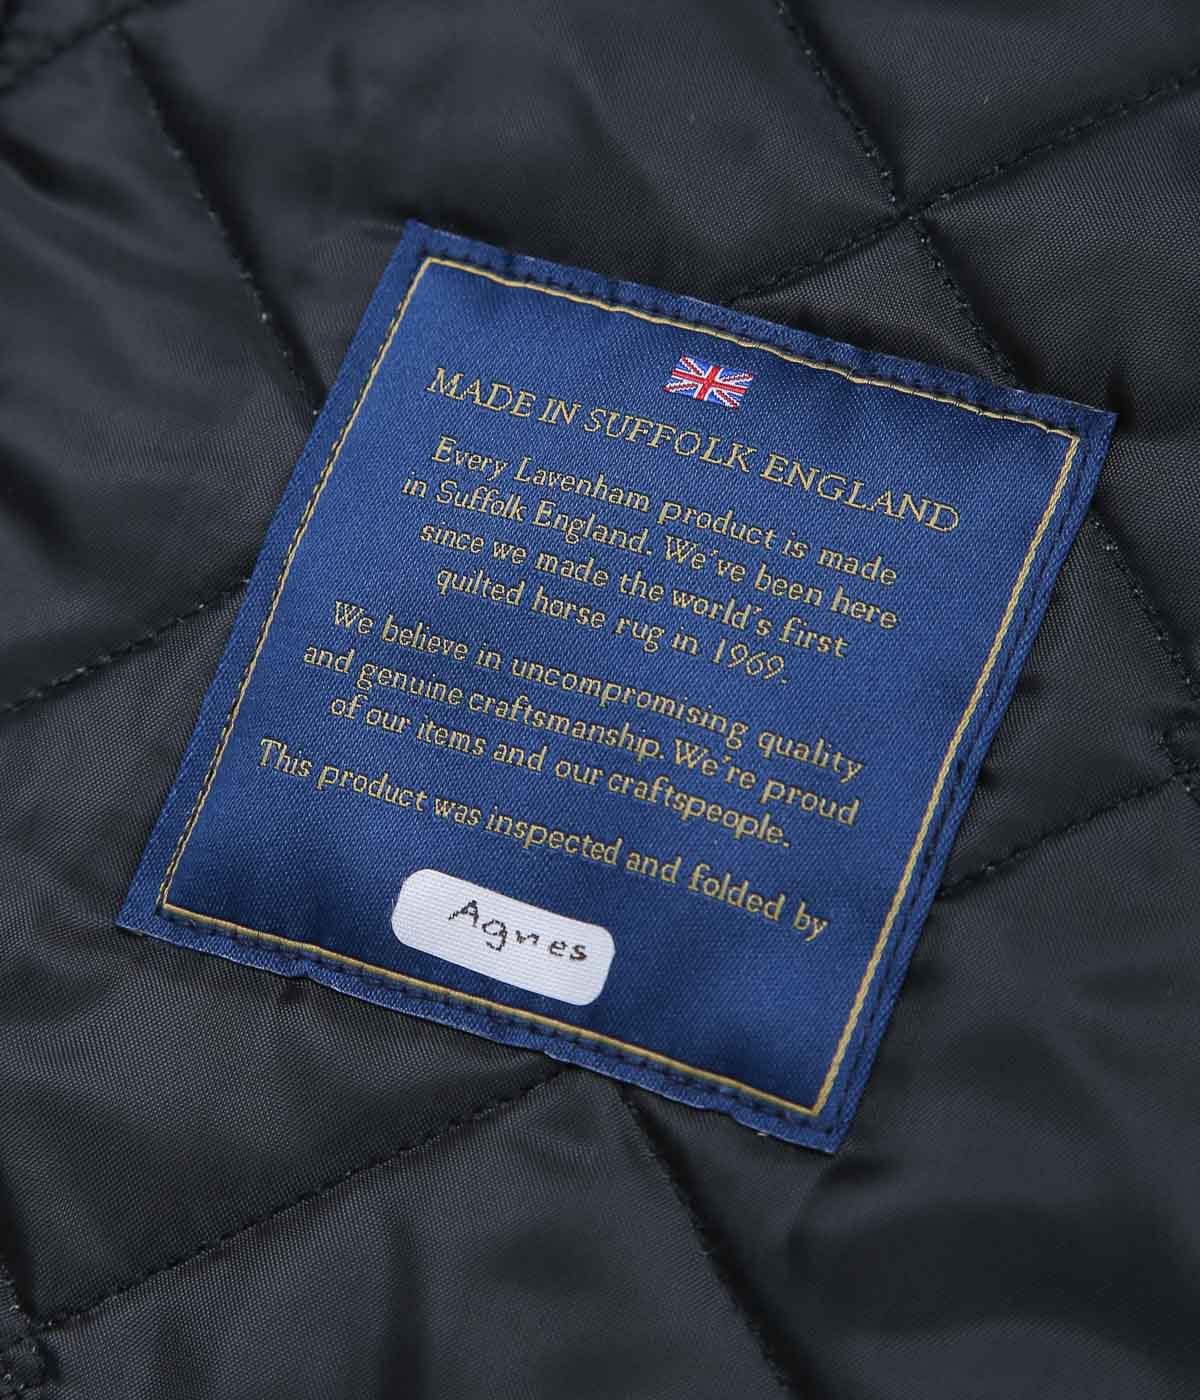 MADE IN SUFFOLK ENGLAND
Every Lavenham product is made
in Suffolk England. We've been here
since we made the world's first
quilted horse rug in 1969.
We believe in uncompromising quality
and genuine craftsmanship. We're proud
of our items and our craftspeople.
This product was inspected and folded by
Agnes